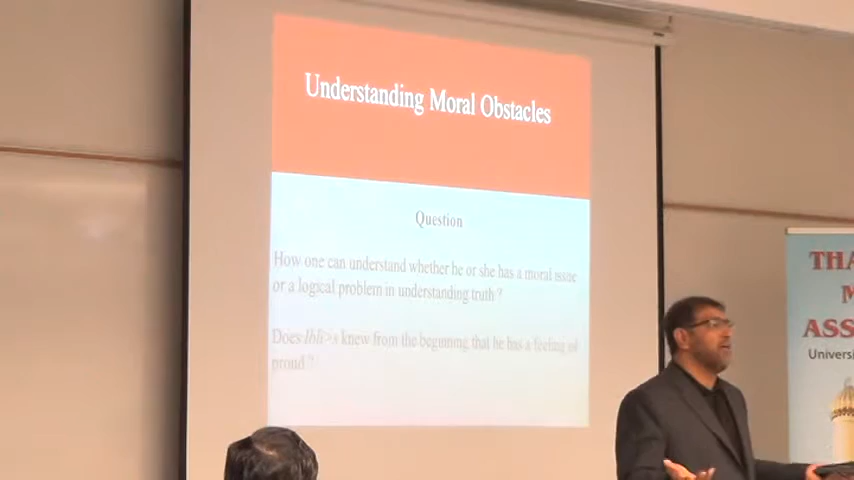 Understanding Moral Obstacles
Question
How one can understand whether he or she has a moral issue
or a logical problem in understanding truth ?
Does Ibli>s knew from the beginning that he has a feeling of
proud ?
THA
M
ASS
Universi